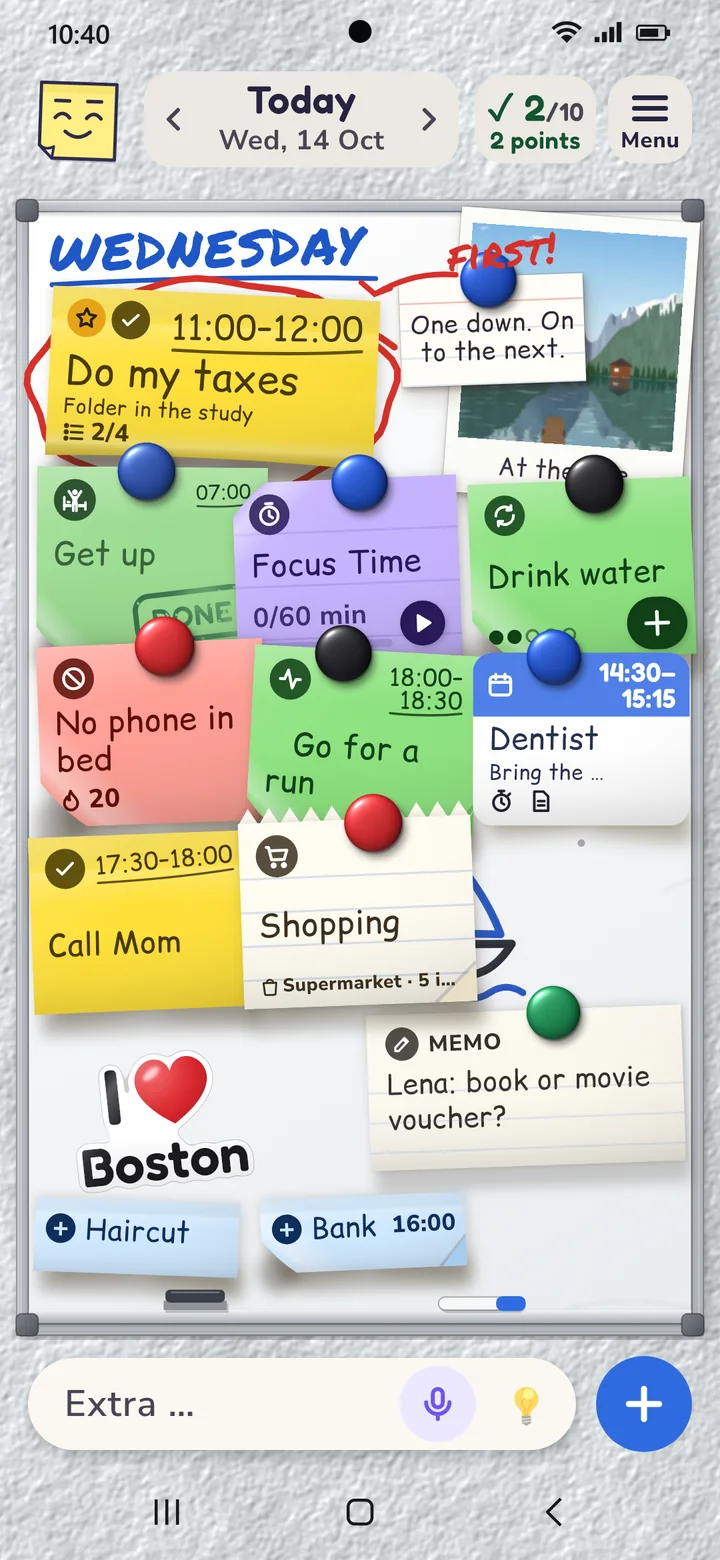 10:40
Today
Wed, 14 Oct
✓ 2/10
2 points
Menu
WEDNESDAY
FIRST!
11:00–12:00
Do my taxes
Folder in the study
2/4
One down. On
to the next.
At the
07:00
Get up
DONE
Focus Time
0/60 min
Drink water
No phone in
bed
20
18:00–
18:30
Go for a
run
14:30–
15:15
Dentist
Bring the ...
17:30–18:00
Call Mom
Shopping
Supermarket · 5 i...
MEMO
Lena: book or movie
voucher?
I
Boston
Haircut
Bank 16:00
Extra ...